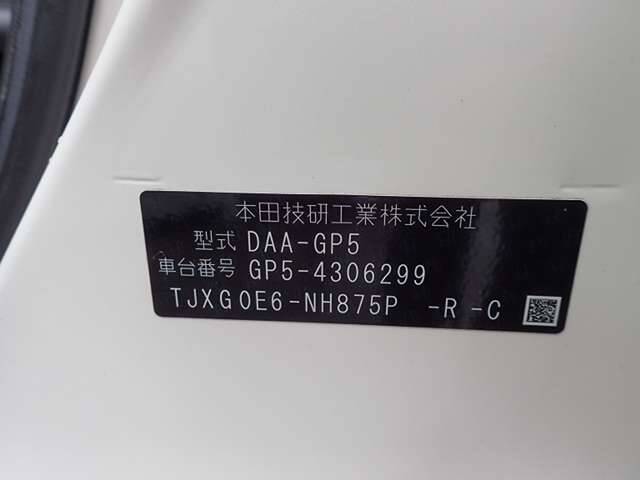 本田技研工業株式会社
型式 DAA-GP5
車台番号 GP5-4306299
TJXG0E6-NH875P -R -C